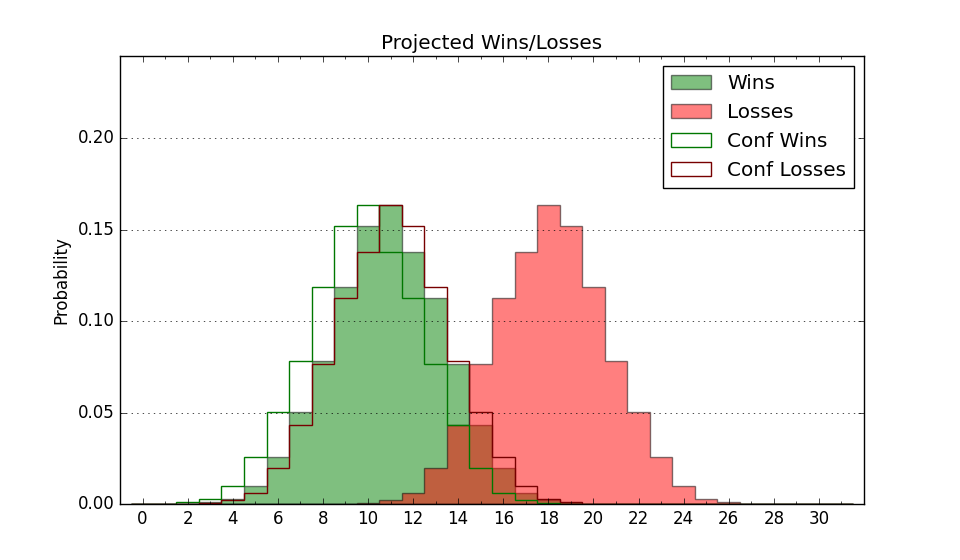 Projected Wins/Losses
Wins
Losses
Conf Wins
Conf Losses
Probability
0.20
0.15
0.10
0.05
0.00
0 2 4 6 8 10 12 14 16 18 20 22 24 26 28 30